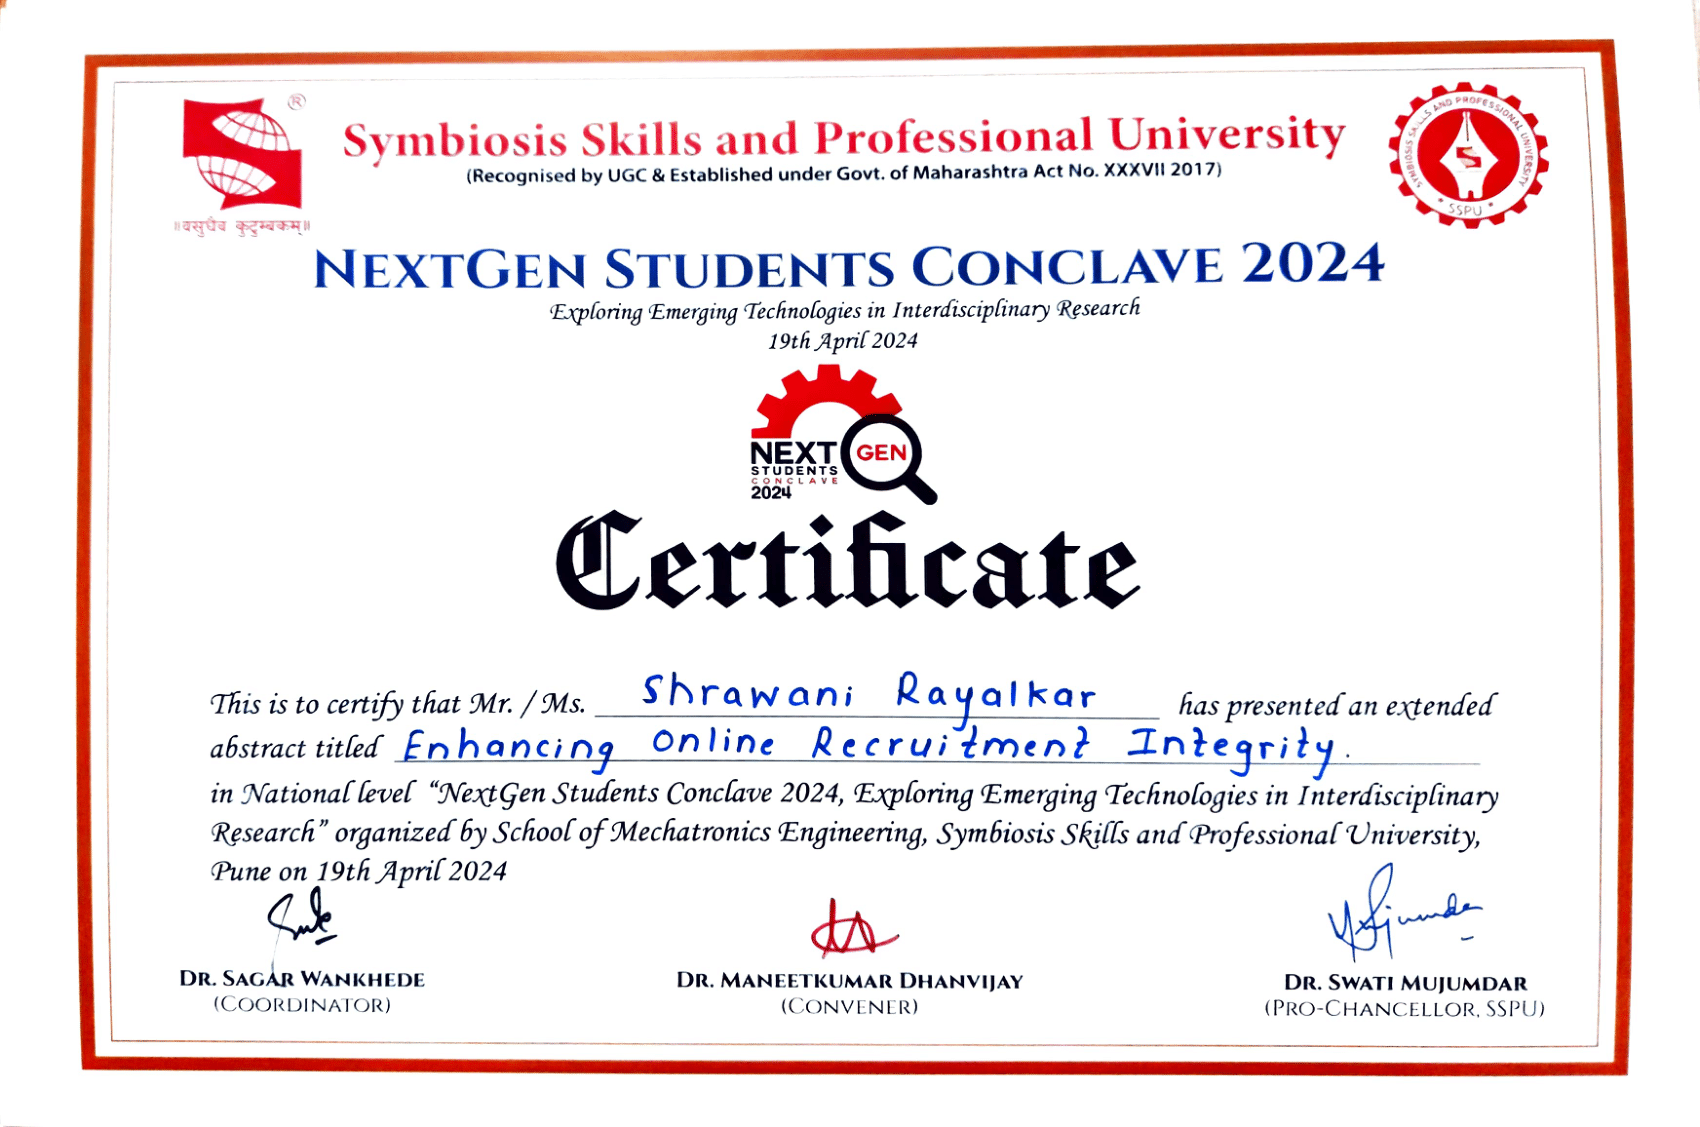 ®
॥वसुधैव कुटुम्बकम्॥
Symbiosis Skills and Professional University
(Recognised by UGC & Established under Govt. of Maharashtra Act No. XXXVII 2017)
SYMBIOSIS SKILLS AND PROFESSIONAL UNIVERSITY
* SSPU *
NEXTGEN STUDENTS CONCLAVE 2024
Exploring Emerging Technologies in Interdisciplinary Research
19th April 2024
NEXT GEN
STUDENTS
CONCLAVE
2024
Certificate
This is to certify that Mr. / Ms. Shrawani Rayalkar has presented an extended
abstract titled Enhancing Online Recruitment Integrity.
in National level “NextGen Students Conclave 2024, Exploring Emerging Technologies in Interdisciplinary
Research” organized by School of Mechatronics Engineering, Symbiosis Skills and Professional University,
Pune on 19th April 2024
DR. SAGAR WANKHEDE
(COORDINATOR)
DR. MANEETKUMAR DHANVIJAY
(CONVENER)
DR. SWATI MUJUMDAR
(PRO-CHANCELLOR, SSPU)